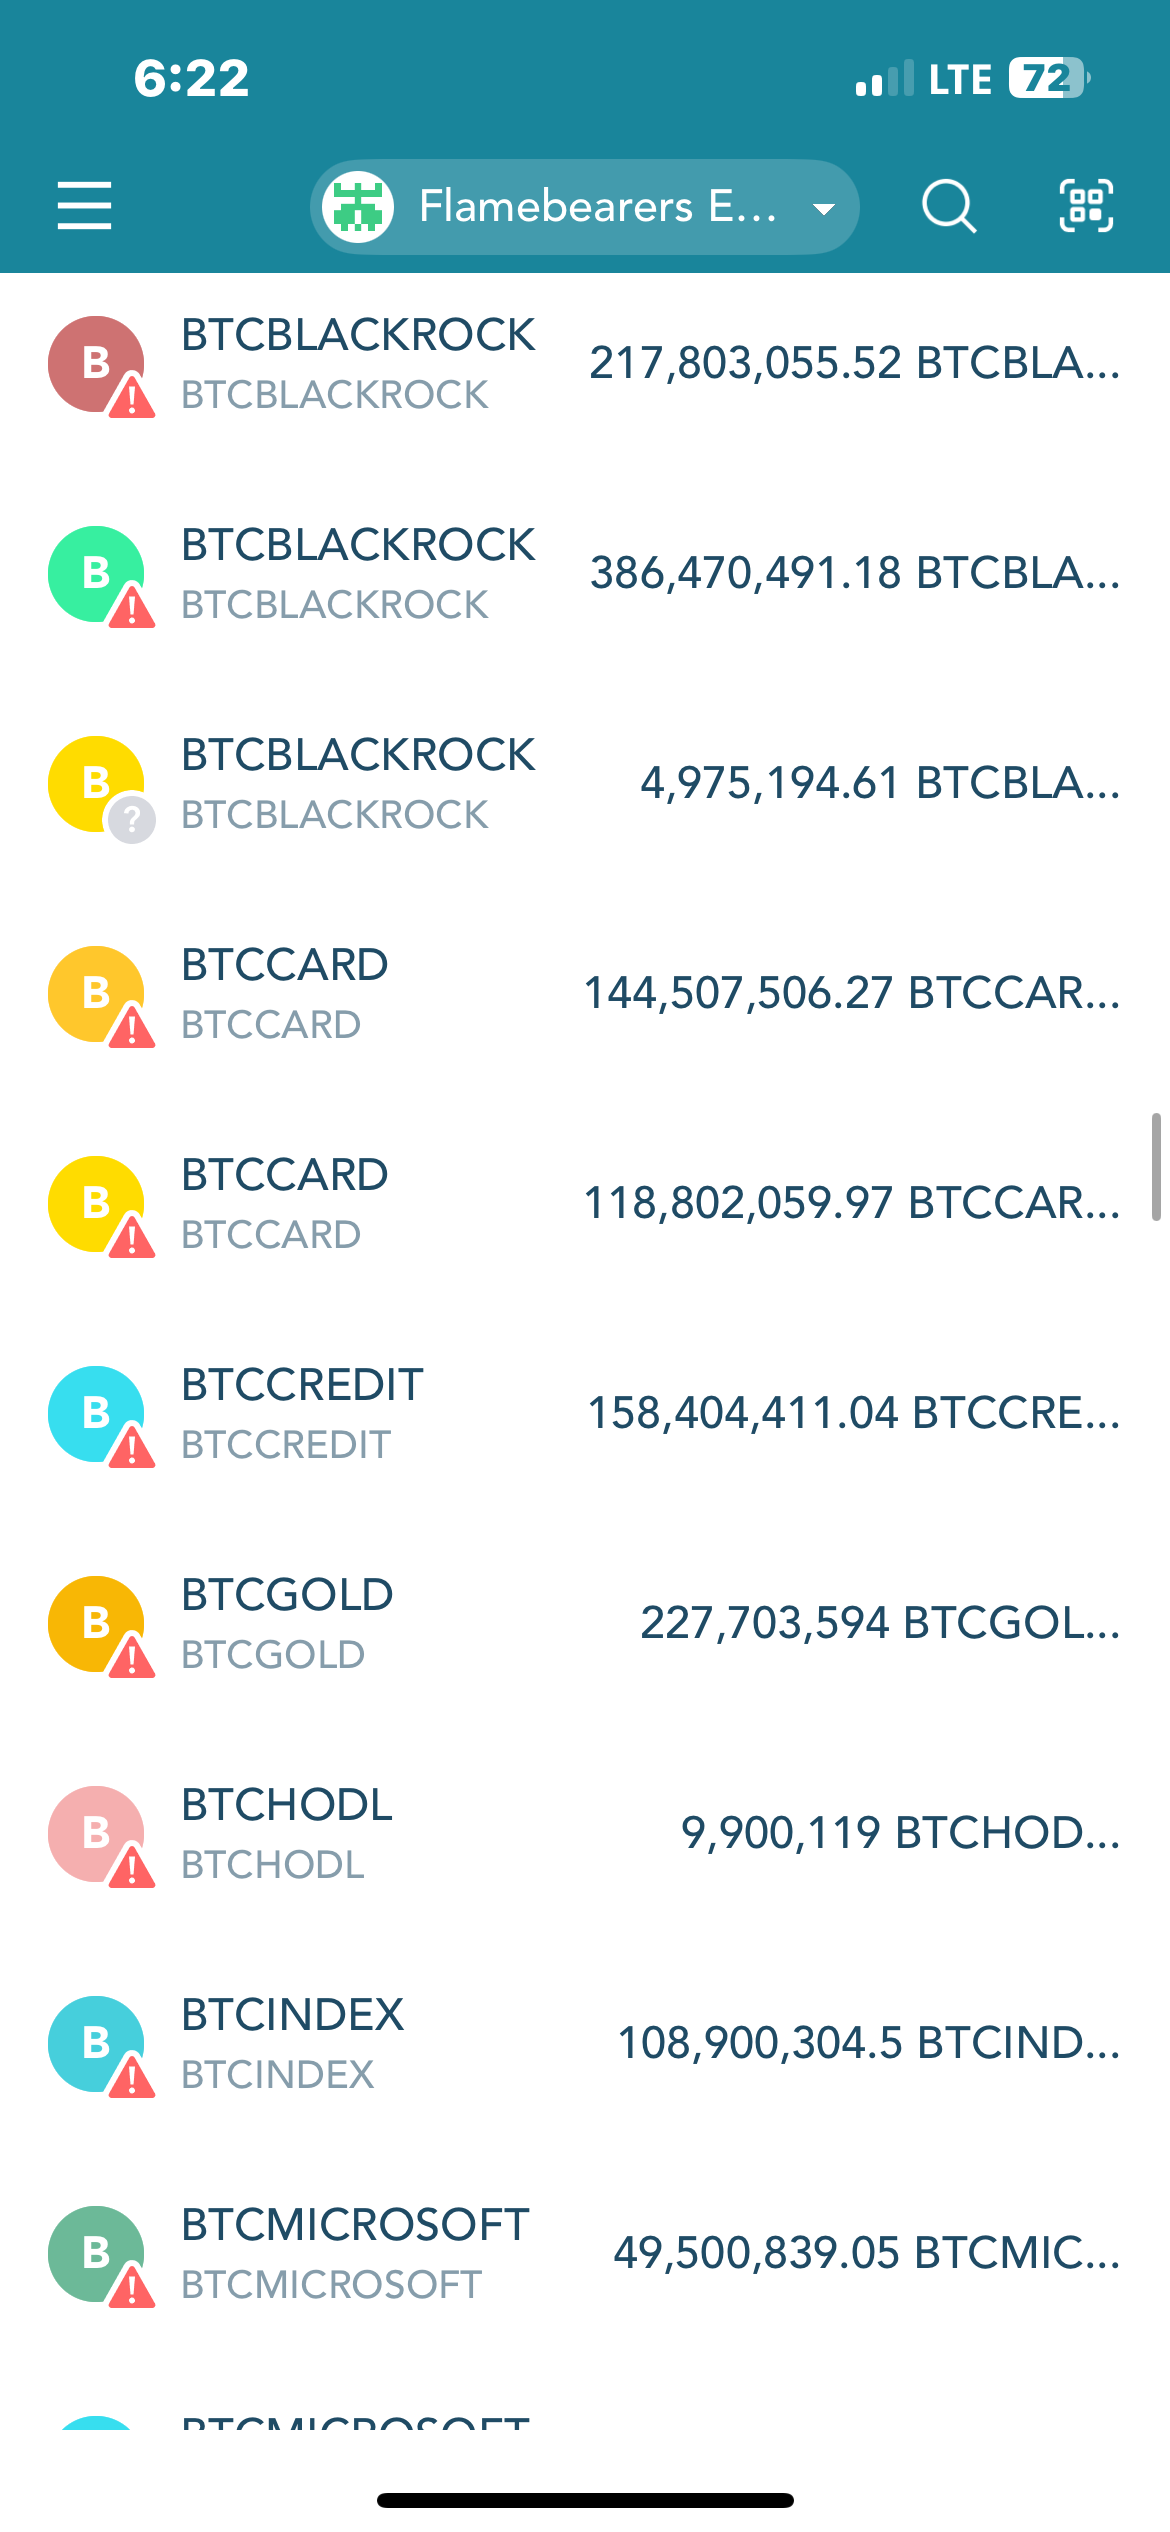 6:22
LTE 72
Flamebearers E...
B
BTCBLACKROCK
BTCBLACKROCK
217,803,055.52 BTCBLA...
B
BTCBLACKROCK
BTCBLACKROCK
386,470,491.18 BTCBLA...
B
?
BTCBLACKROCK
BTCBLACKROCK
4,975,194.61 BTCBLA...
B
BTCCARD
BTCCARD
144,507,506.27 BTCCAR...
B
BTCCARD
BTCCARD
118,802,059.97 BTCCAR...
B
BTCCREDIT
BTCCREDIT
158,404,411.04 BTCCRE...
B
BTCGOLD
BTCGOLD
227,703,594 BTCGOL...
B
BTCHODL
BTCHODL
9,900,119 BTCHOD...
B
BTCINDEX
BTCINDEX
108,900,304.5 BTCIND...
B
BTCMICROSOFT
BTCMICROSOFT
49,500,839.05 BTCMIC...
BTCMICROSOFT